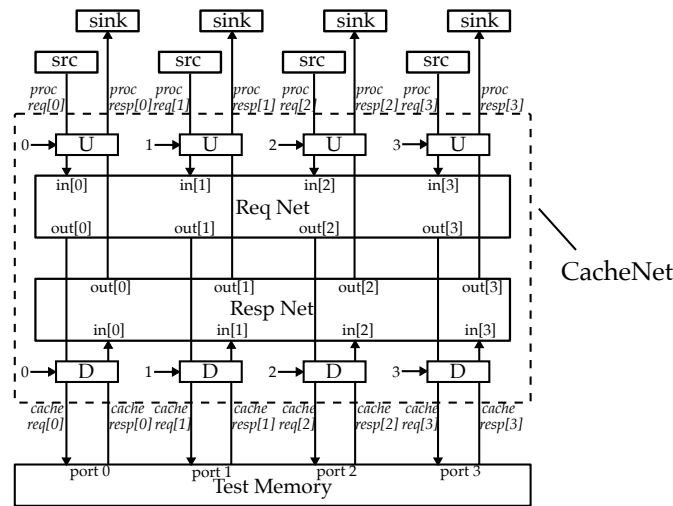 sink sink sink sink
src src src src
proc proc proc proc proc proc proc proc
req[0] resp[0] req[1] resp[1] req[2] resp[2] req[3] resp[3]
0 U 1 U 2 U 3 U
in[0] in[1] in[2] in[3]
Req Net
out[0] out[1] out[2] out[3]
CacheNet
out[0] out[1] out[2] out[3]
Resp Net
in[0] in[1] in[2] in[3]
0 D 1 D 2 D 3 D
cache cache cache cache cache cache cache cache
req[0] resp[0] req[1] resp[1] req[2] resp[2] req[3] resp[3]
port 0 port 1 port 2 port 3
Test Memory